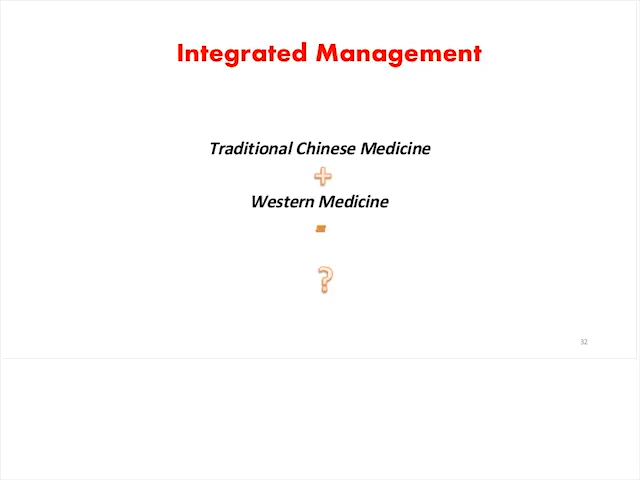 Integrated Management
Traditional Chinese Medicine
+
Western Medicine
=
?
32